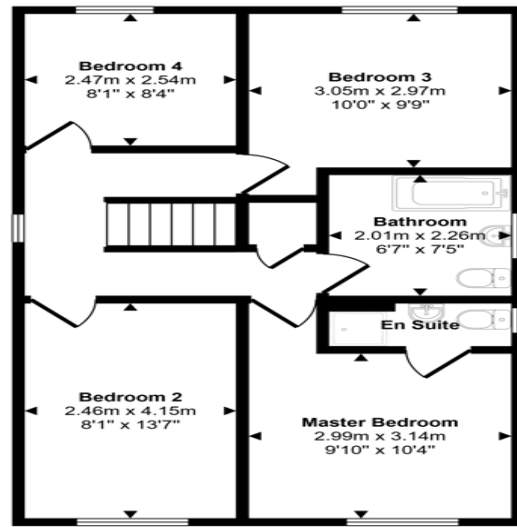 Bedroom 4
2.47m x 2.54m
8'1" x 8'4"
Bedroom 3
3.05m x 2.97m
10'0" x 9'9"
Bathroom
2.01m x 2.26m
6'7" x 7'5"
En Suite
Bedroom 2
2.46m x 4.15m
8'1" x 13'7"
Master Bedroom
2.99m x 3.14m
9'10" x 10'4"